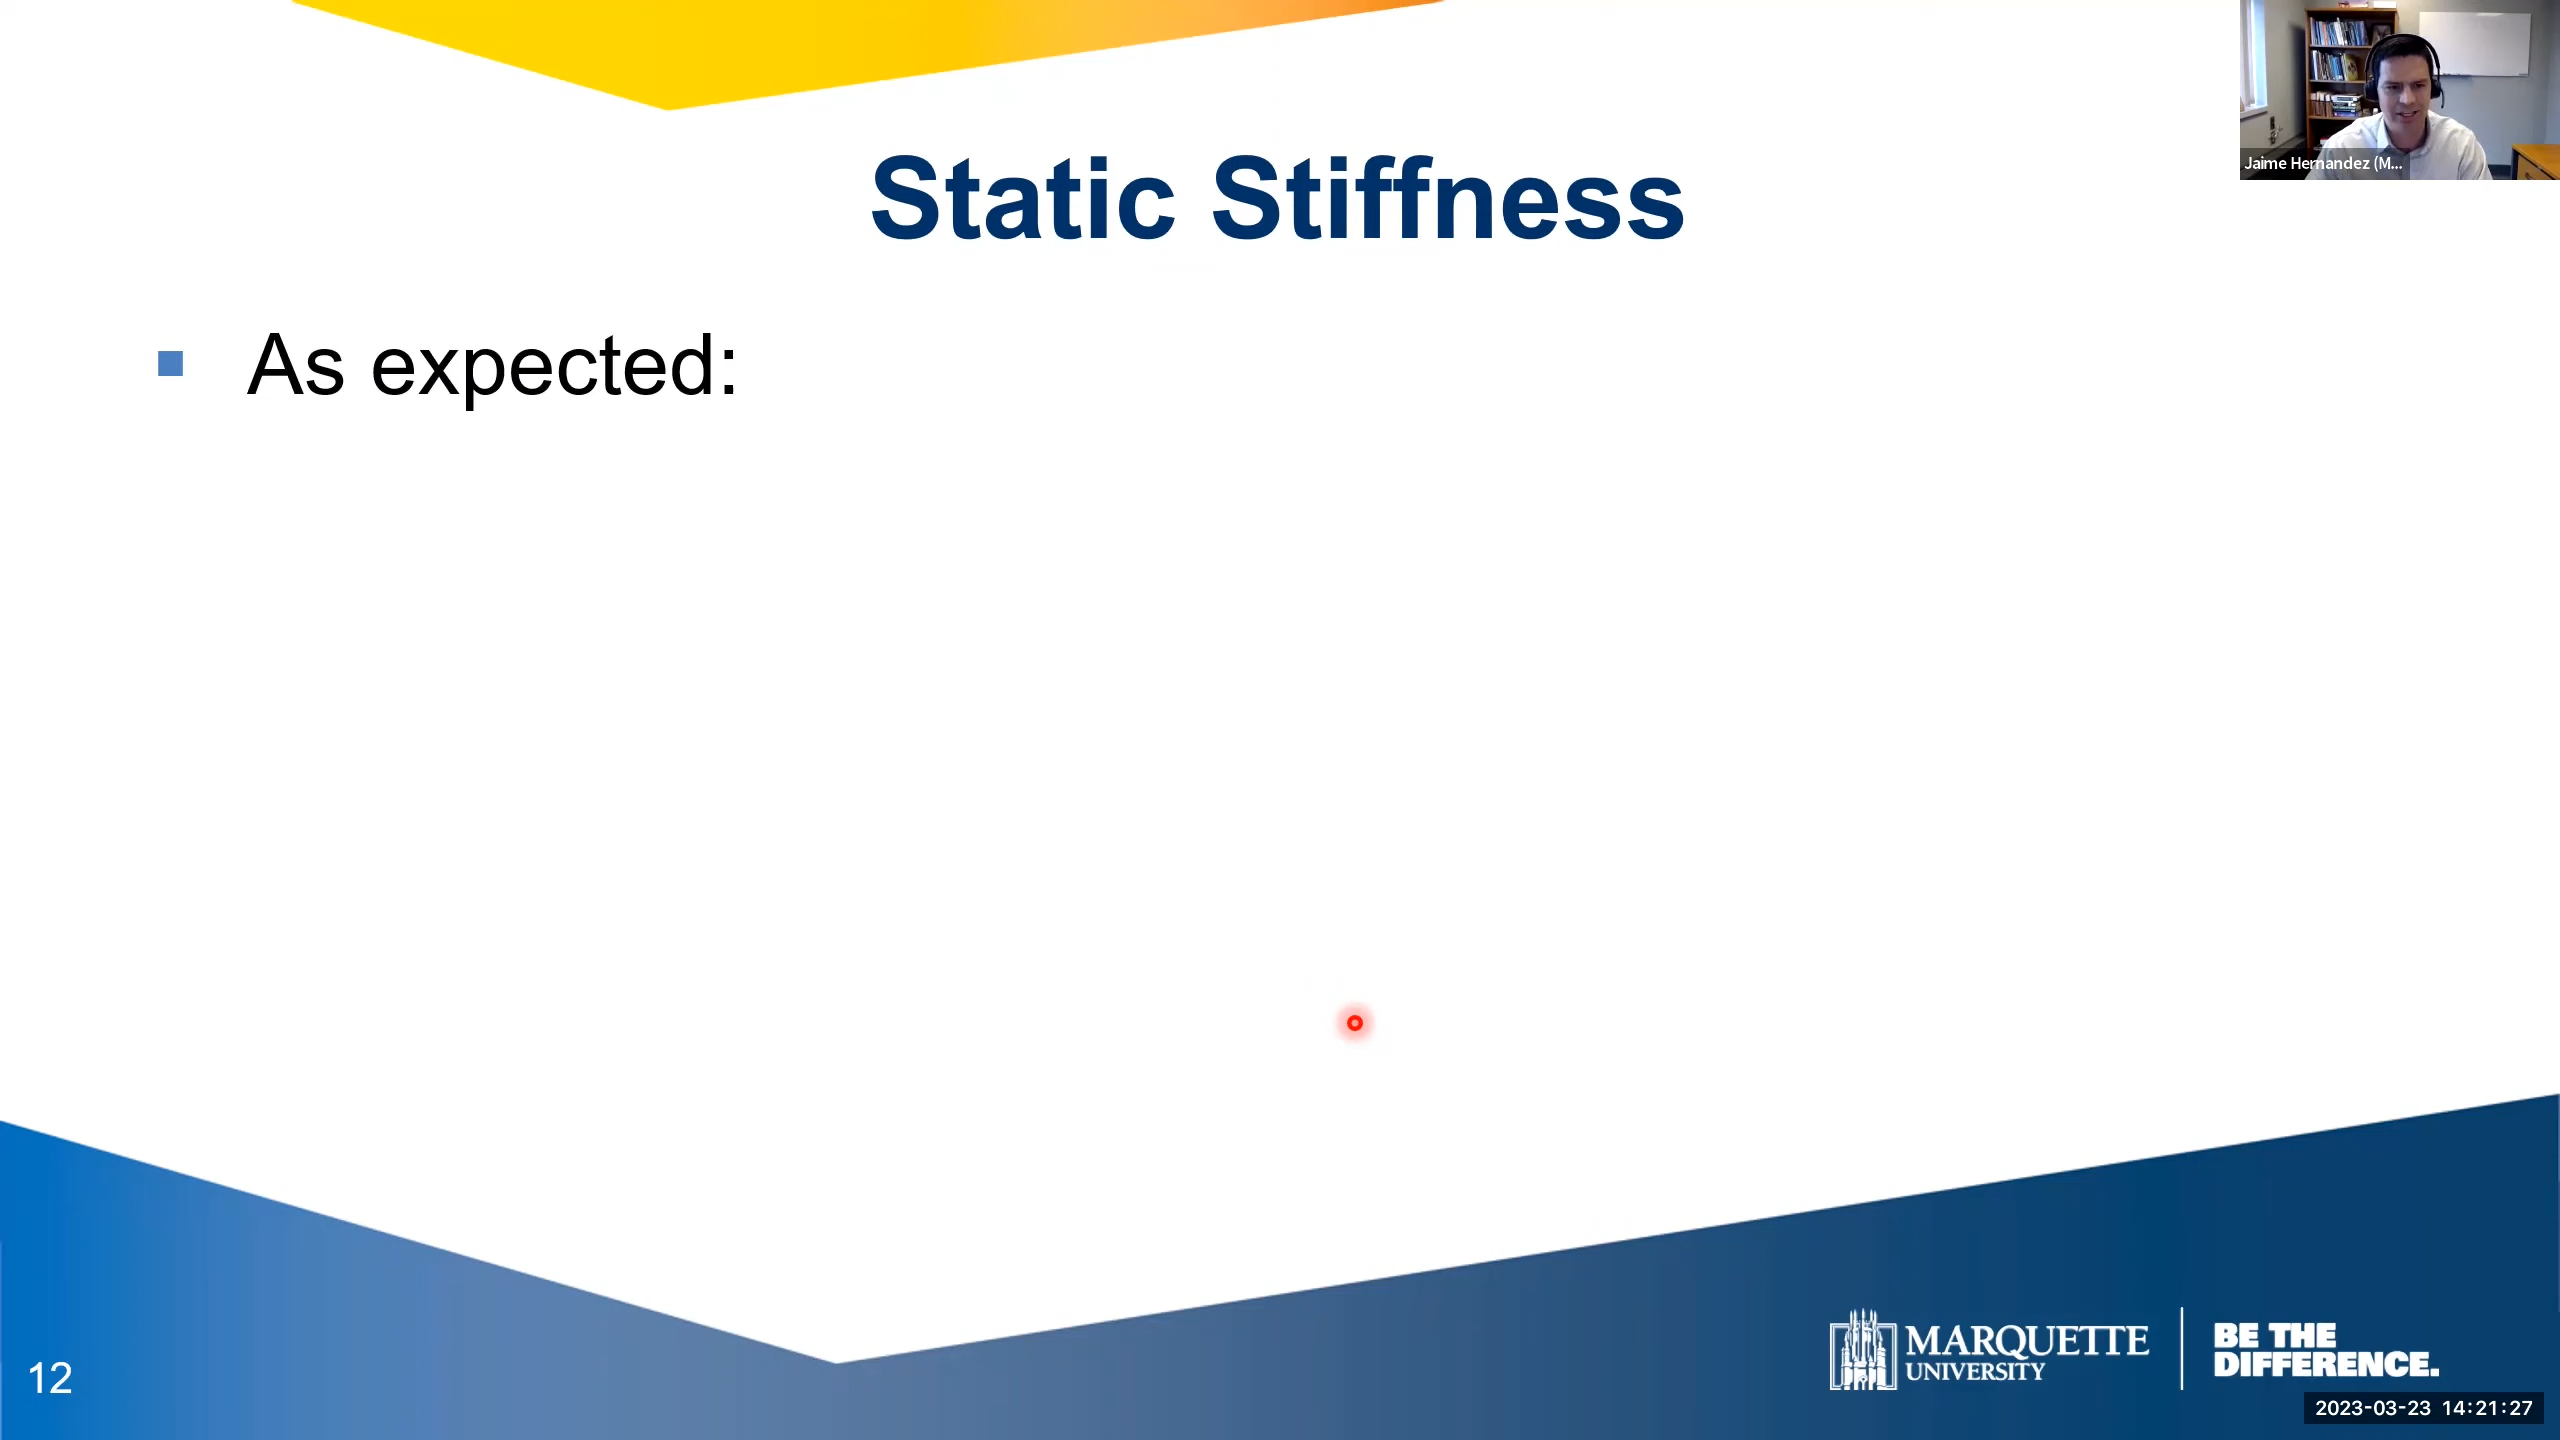 Static Stiffness
Jaime Hernandez (M...
As expected:
12
MARQUETTE
UNIVERSITY
BE THE
DIFFERENCE.
2023-03-23 14:21:27